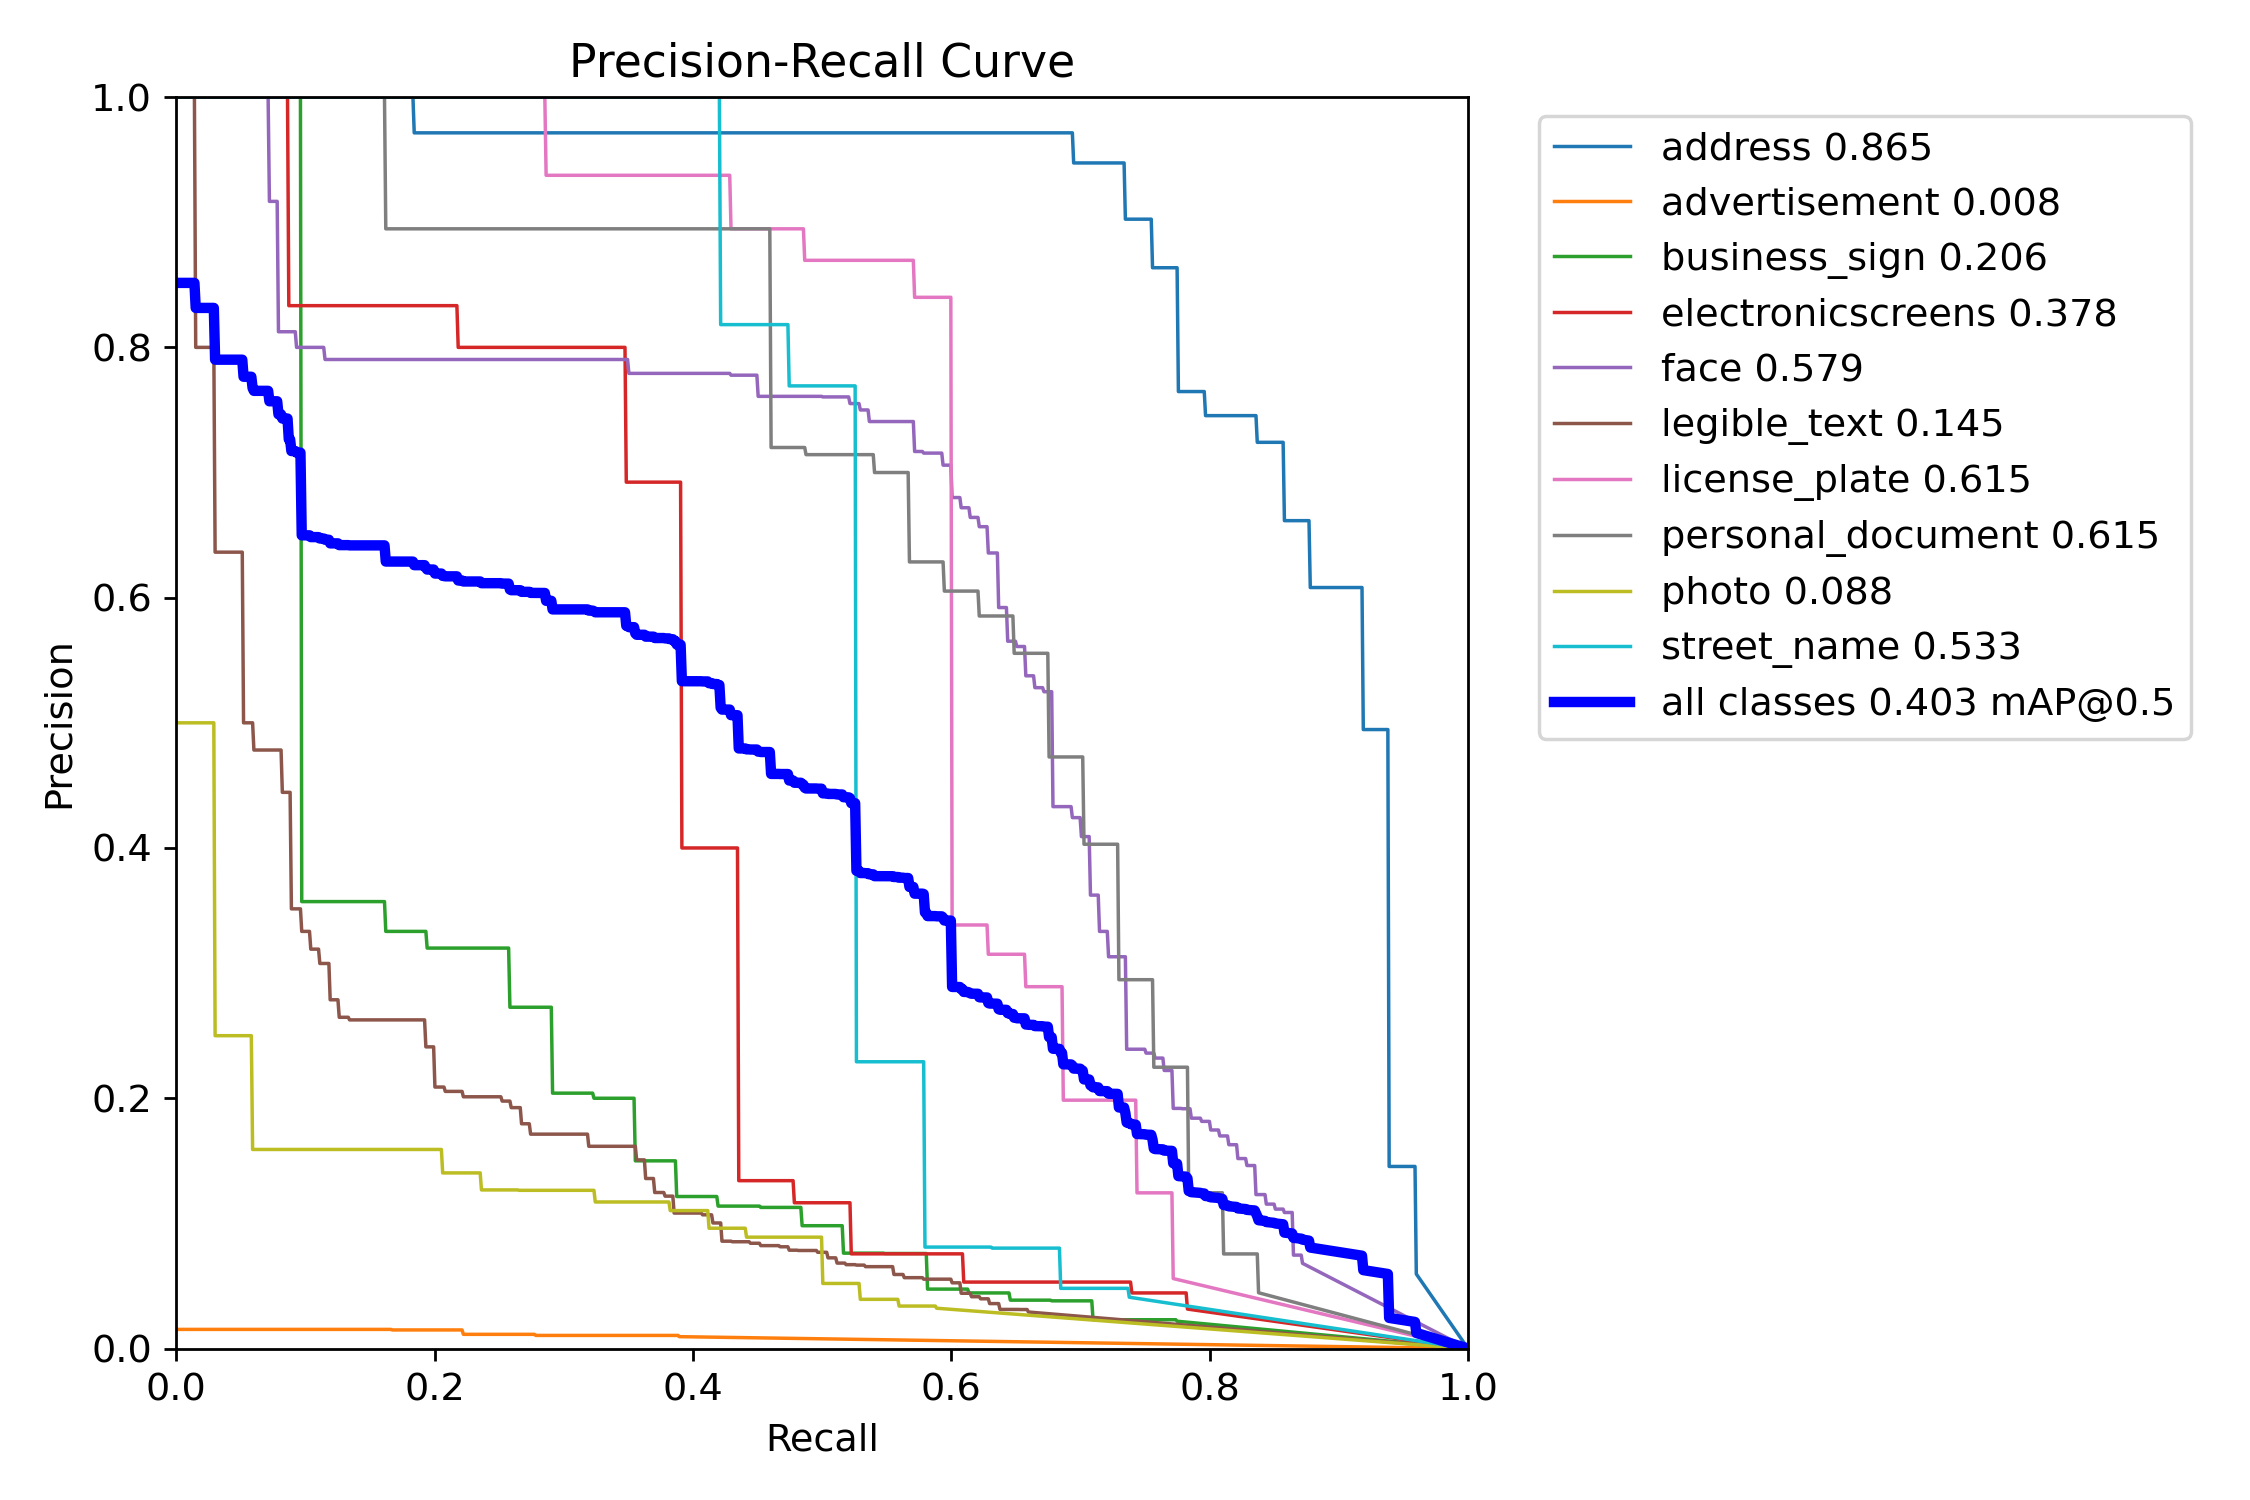 Precision-Recall Curve
1.0
0.8
0.6
0.4
0.2
0.0
Precision
0.0 0.2 0.4 0.6 0.8 1.0
Recall
address 0.865
advertisement 0.008
business_sign 0.206
electronicscreens 0.378
face 0.579
legible_text 0.145
license_plate 0.615
personal_document 0.615
photo 0.088
street_name 0.533
all classes 0.403 mAP@0.5